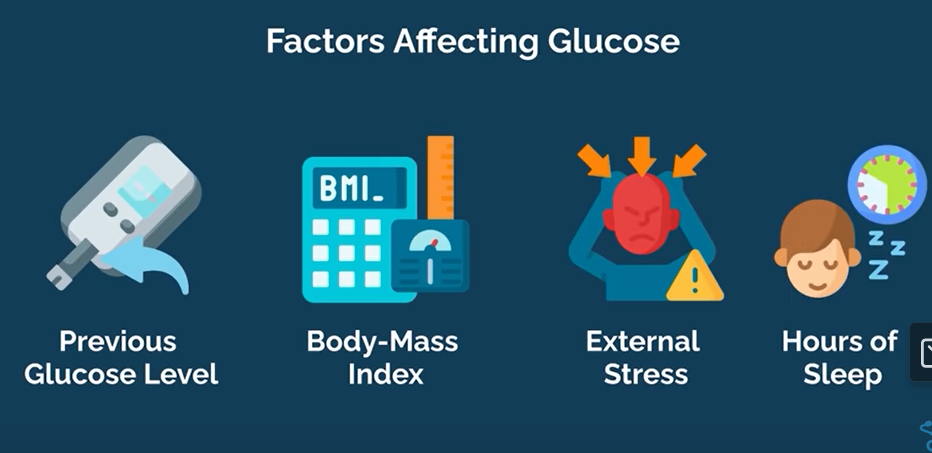 Factors Affecting Glucose
BMI_
Previous
Glucose Level
Body-Mass
Index
External
Stress
z z
z
Hours of
Sleep